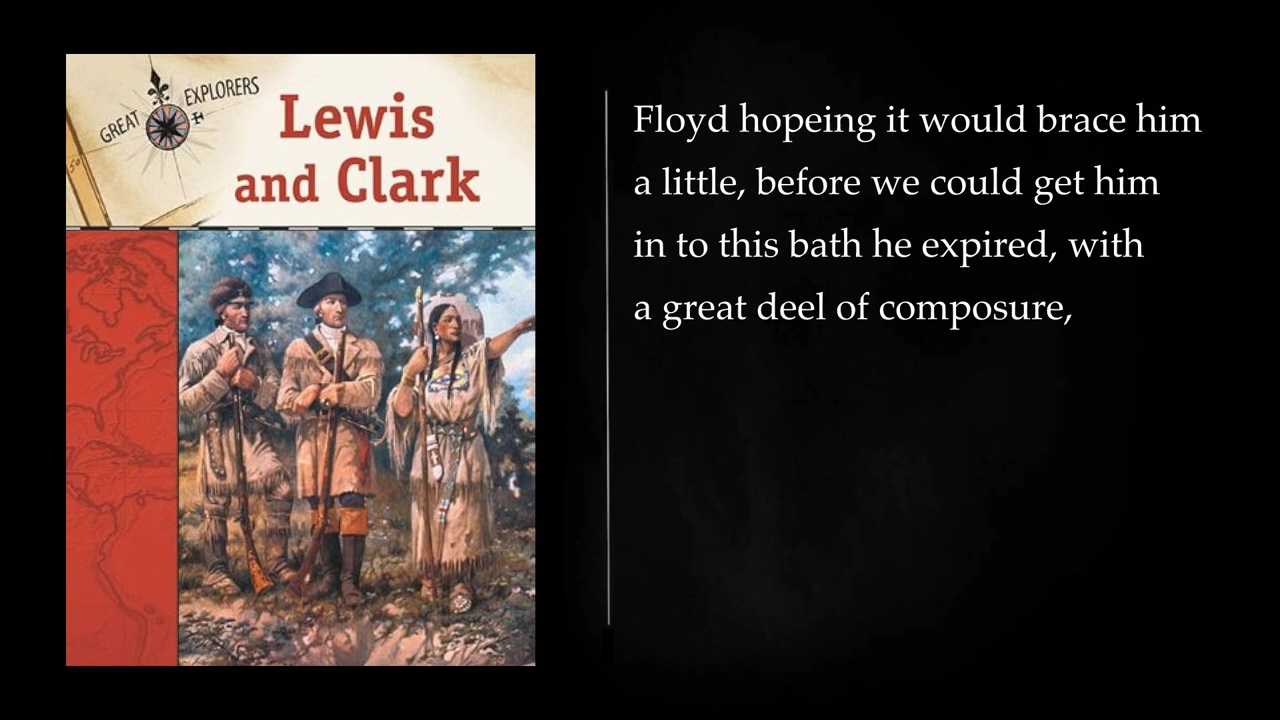 GREAT EXPLORERS
Lewis
and Clark
50
Floyd hopeing it would brace him
a little, before we could get him
in to this bath he expired, with
a great deel of composure,